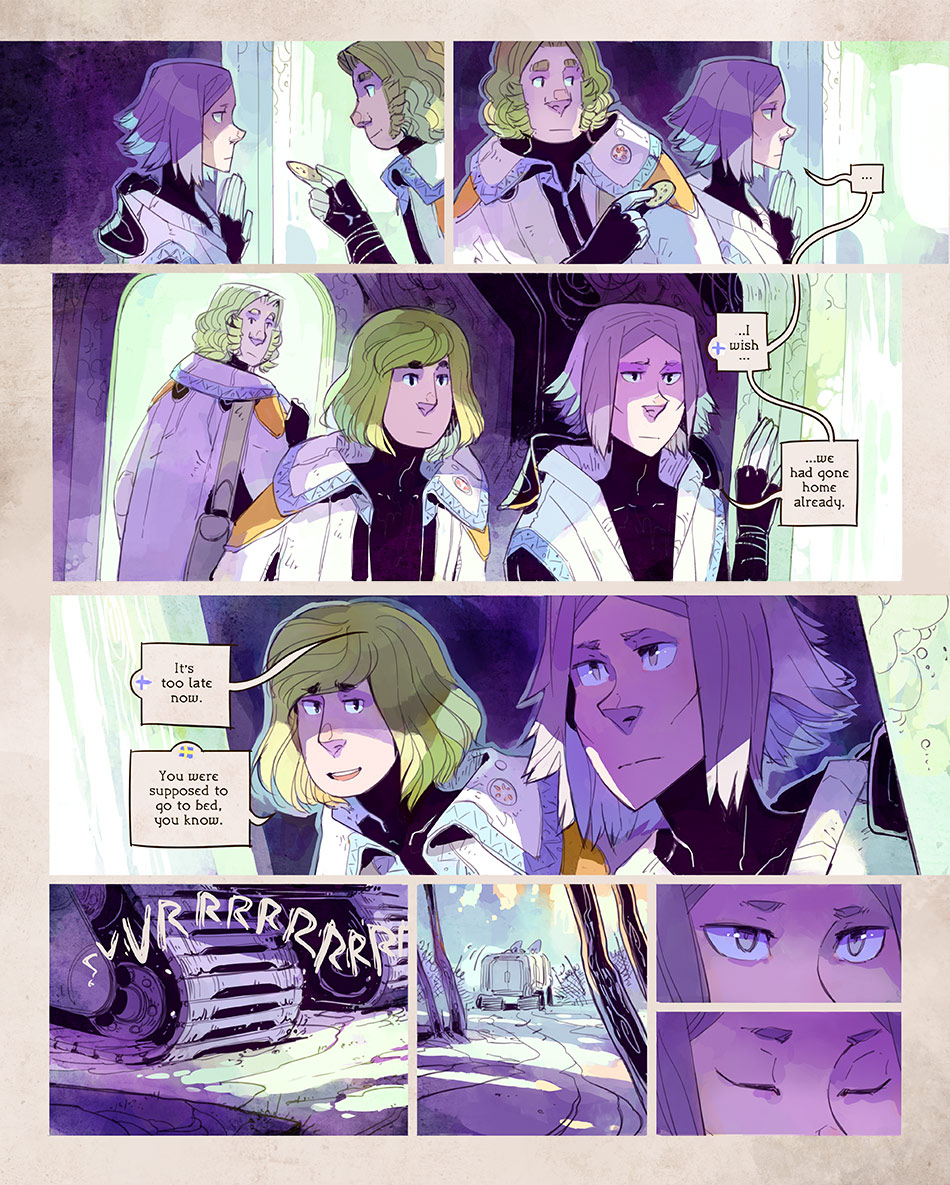 ...
..I
wish
...
...we
had gone
home
already.
It's
too late
now.
You were
supposed to
go to bed,
you know.
VVRRRRRRRRR